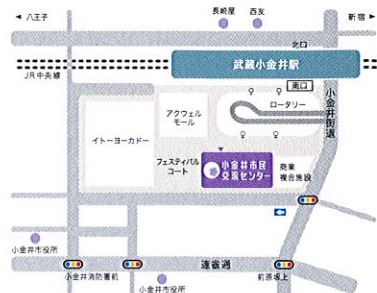 八王子
長崎屋
西友
新宿
北口
武蔵小金井駅
JR中央線
南口
ロータリー
小金井街道
アクウェル
モール
イトーヨーカドー
フェスティバル
コート
小金井市民
交流センター
商業
複合施設
小金井市役所
小金井消防署前
連雀通
前原坂上
小金井市役所